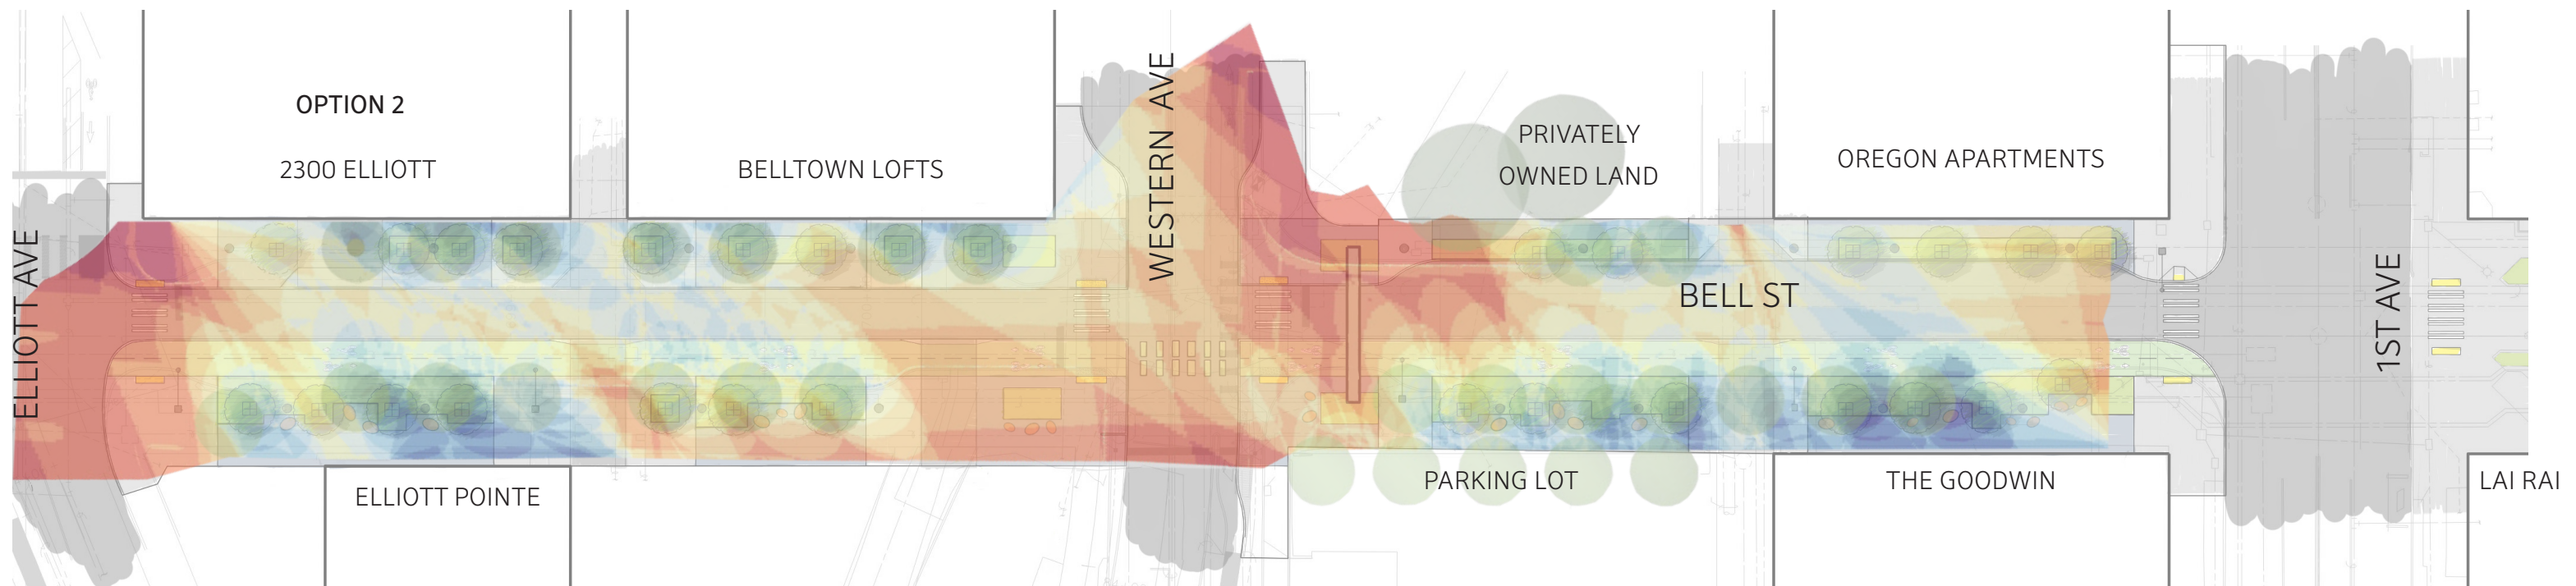 OPTION 2
2300 ELLIOTT
BELLTOWN LOFTS
WESTERN AVE
PRIVATELY
OWNED LAND
OREGON APARTMENTS
ELLIOTT AVE
BELL ST
1ST AVE
ELLIOTT POINTE
PARKING LOT
THE GOODWIN
LAI RAI